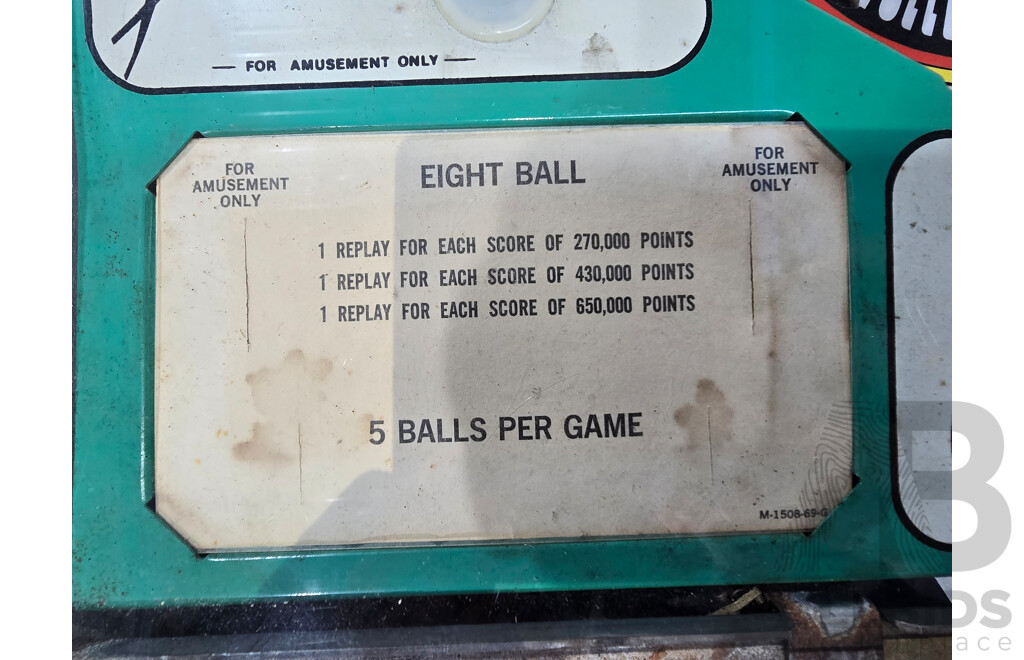 — FOR AMUSEMENT ONLY —
FOR
AMUSEMENT
ONLY
EIGHT BALL
FOR
AMUSEMENT
ONLY
1 REPLAY FOR EACH SCORE OF 270,000 POINTS
1 REPLAY FOR EACH SCORE OF 430,000 POINTS
1 REPLAY FOR EACH SCORE OF 650,000 POINTS
5 BALLS PER GAME
M-1508-69-G